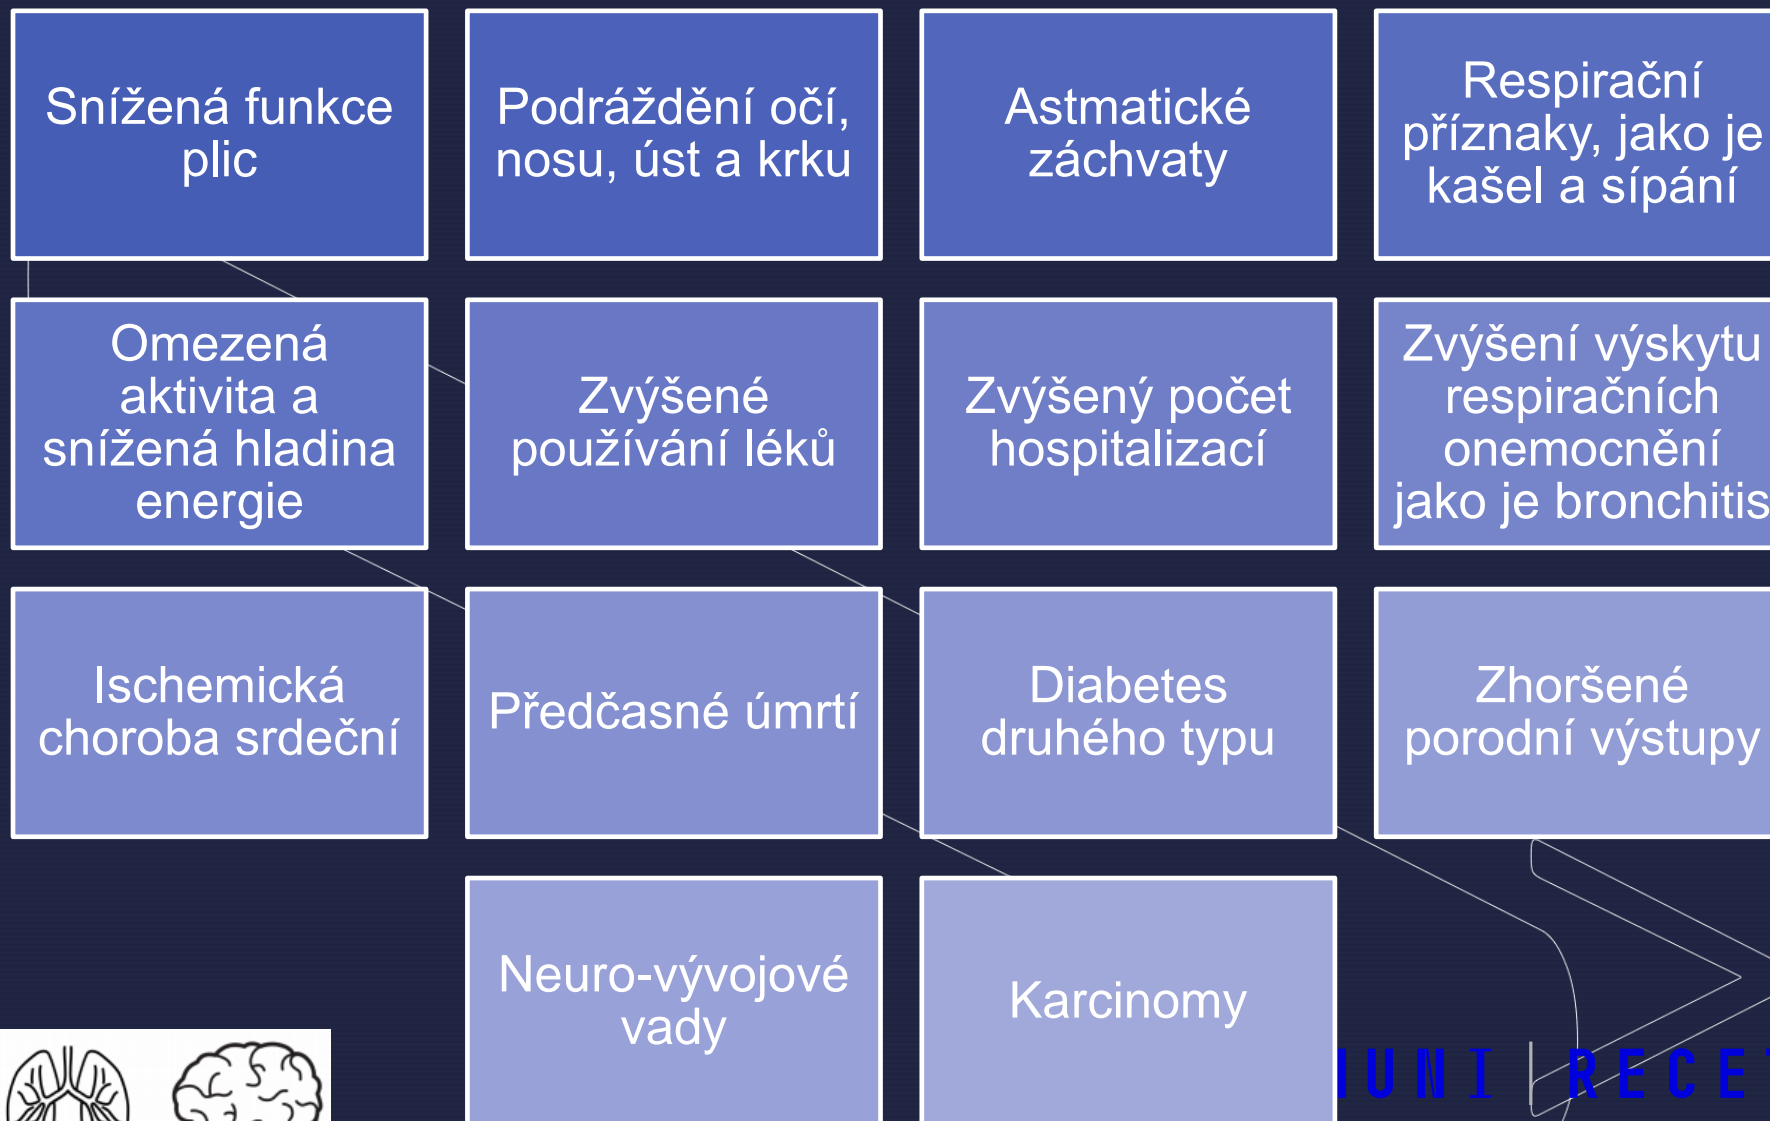 Snížená funkce
plic
Podráždění očí,
nosu, úst a krku
Astmatické
záchvaty
Respirační
příznaky, jako je
kašel a sípání
Omezená
aktivita a
snížená hladina
energie
Zvýšené
používání léků
Zvýšený počet
hospitalizací
Zvýšení výskytu
respiračních
onemocnění
jako je bronchitis
Ischemická
choroba srdeční
Předčasné úmrtí
Diabetes
druhého typu
Zhoršené
porodní výstupy
Neuro-vývojové
vady
Karcinomy